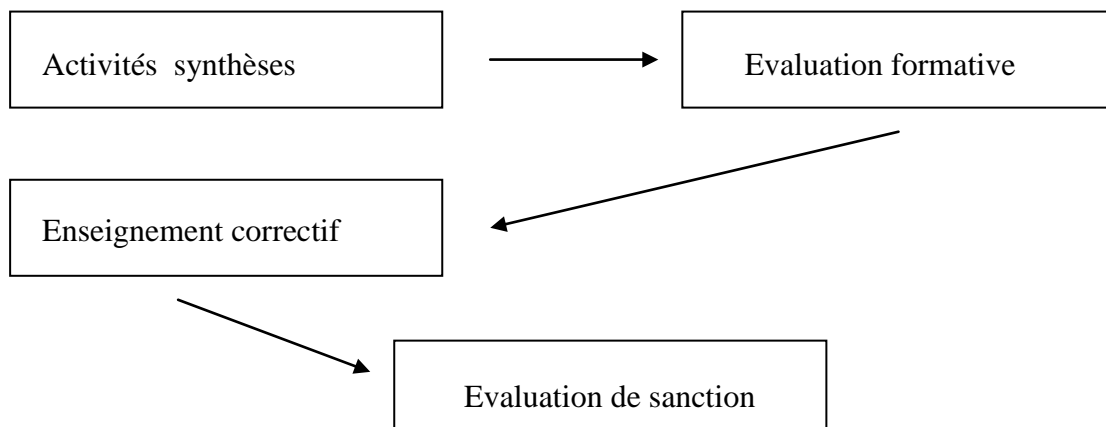 Activités synthèses
Evaluation formative
Enseignement correctif
Evaluation de sanction